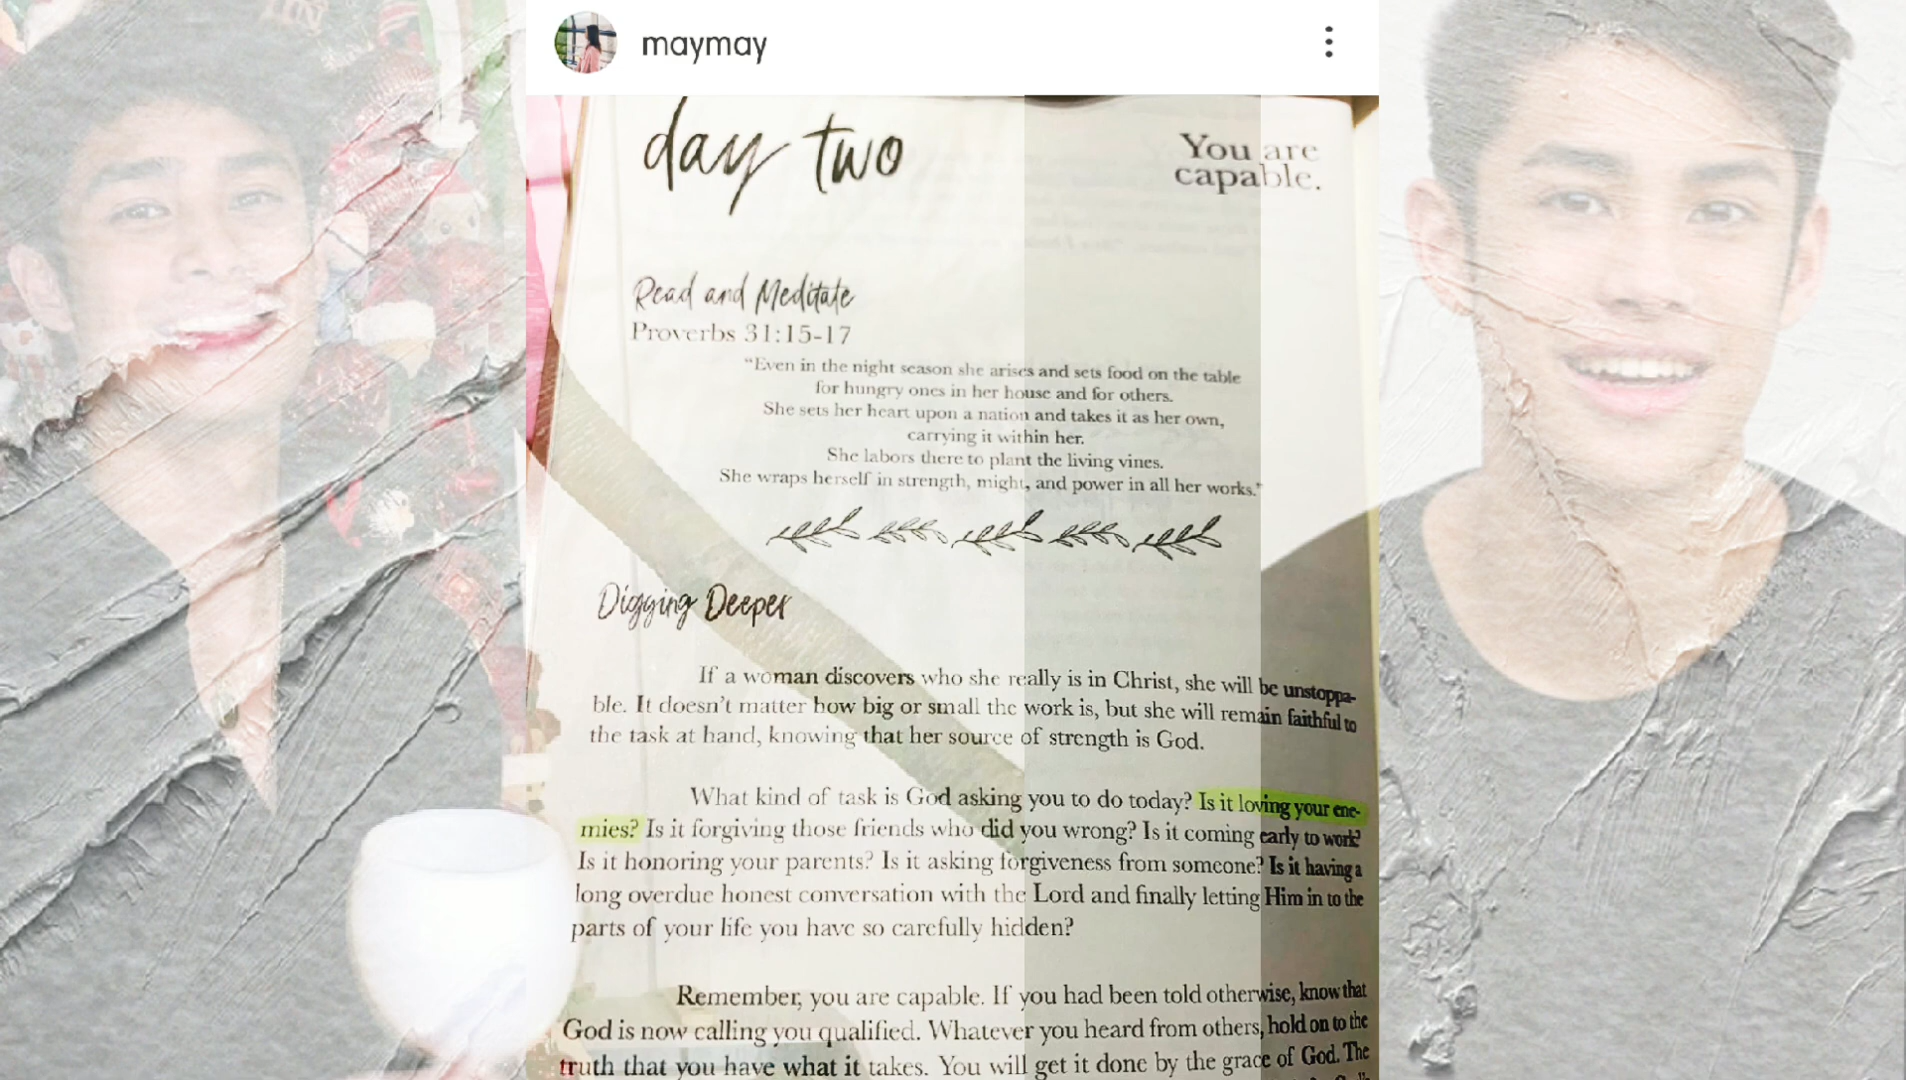 maymay
day two
You are
capable.
Read and Meditate
Proverbs 31:15-17
"Even in the night season she arises and sets food on the table
for hungry ones in her house and for others.
She sets her heart upon a nation and takes it as her own,
carrying it within her.
She labors there to plant the living vines.
She wraps herself in strength, might, and power in all her works."
Digging Deeper
If a woman discovers who she really is in Christ, she will be unstoppa-
ble. It doesn't matter how big or small the work is, but she will remain faithful to
the task at hand, knowing that her source of strength is God.
What kind of task is God asking you to do today? Is it loving your ene-
mies? Is it forgiving those friends who did you wrong? Is it coming early to work?
Is it honoring your parents? Is it asking forgiveness from someone? Is it having a
long overdue honest conversation with the Lord and finally letting Him in to the
parts of your life you have so carefully hidden?
Remember, you are capable. If you had been told otherwise, know that
God is now calling you qualified. Whatever you heard from others, hold on to the
truth that you have what it takes. You will get it done by the grace of God. The